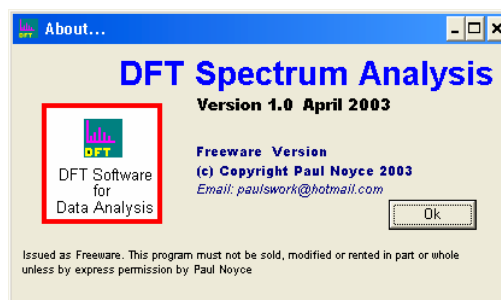 About...
DFT Spectrum Analysis
Version 1.0 April 2003
DFT
DFT Software
for
Data Analysis
Freeware Version
(c) Copyright Paul Noyce 2003
Email: paulswork@hotmail.com
Ok
Issued as Freeware. This program must not be sold, modified or rented in part or whole
unless by express permission by Paul Noyce